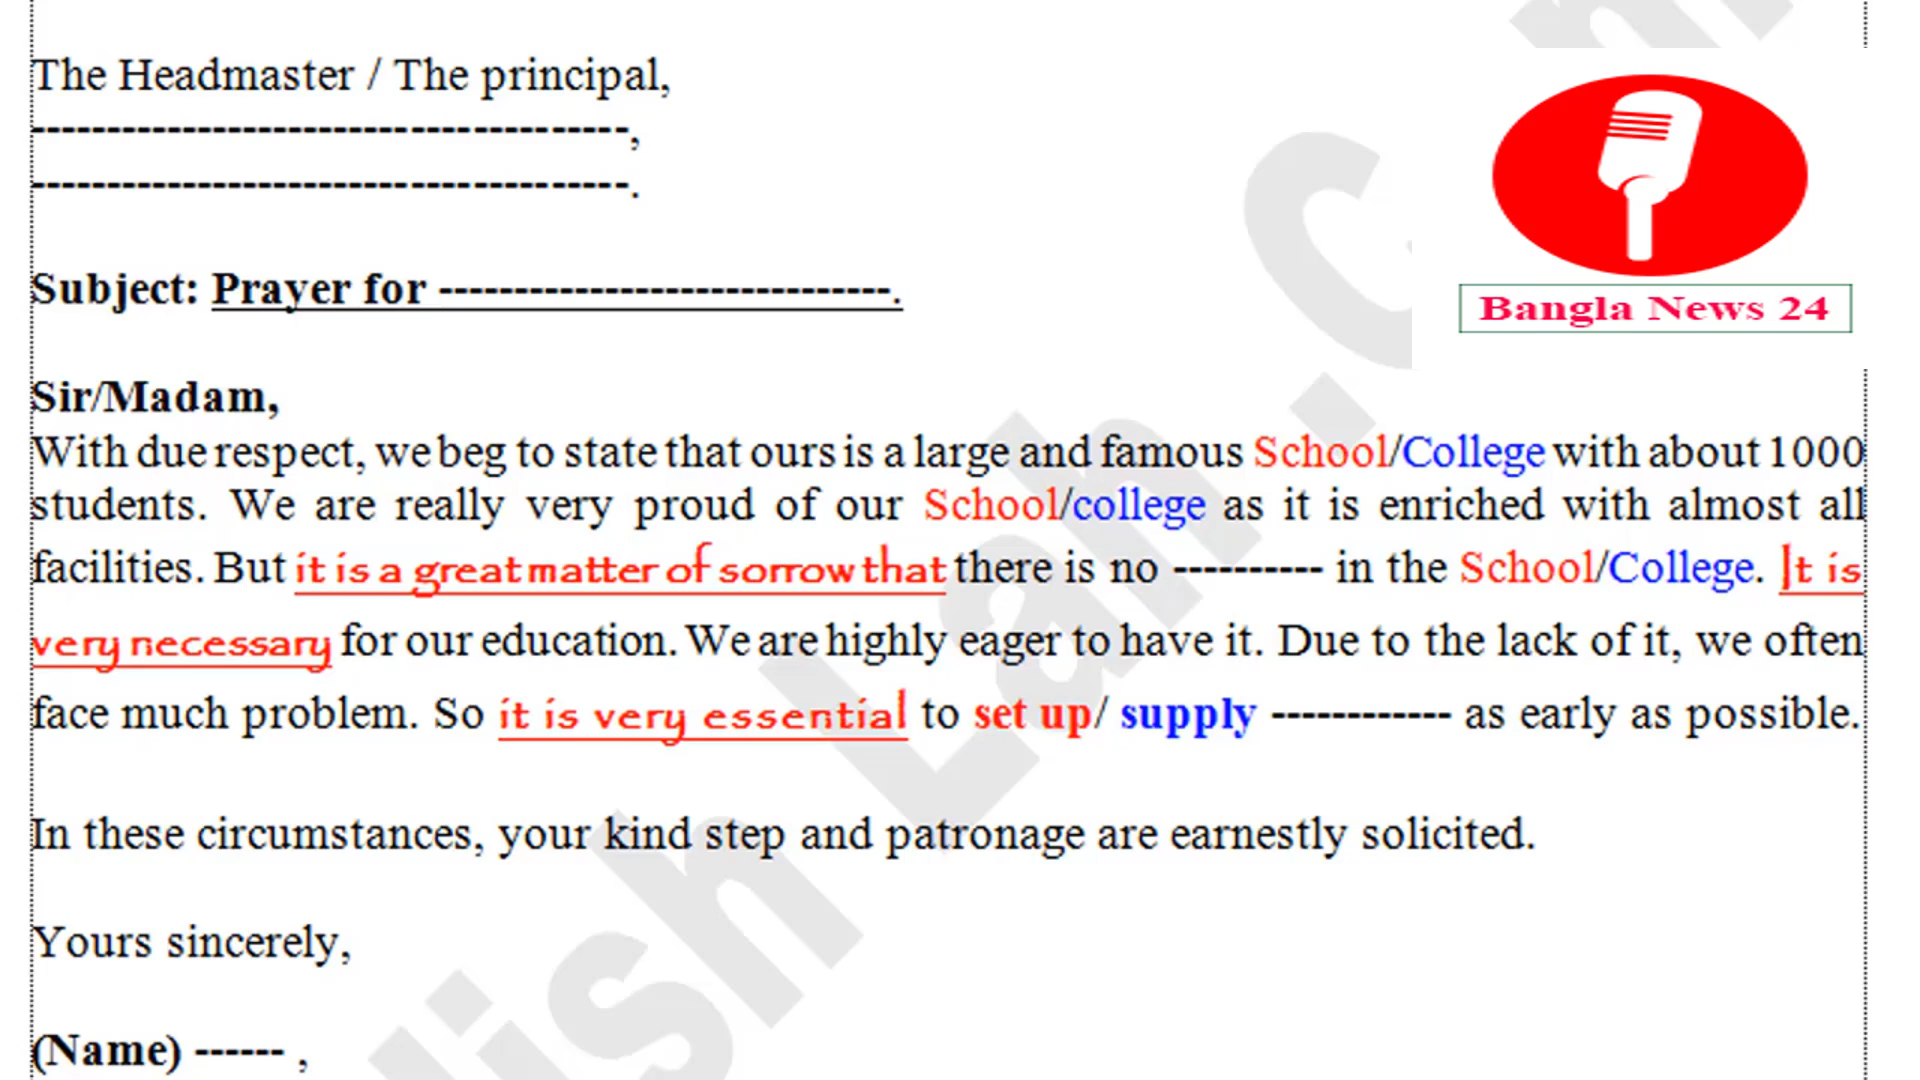 The Headmaster / The principal,
----------------------------------------,
----------------------------------------.
Subject: Prayer for ------------------------------.
Bangla News 24
Sir/Madam,
With due respect, we beg to state that ours is a large and famous School/College with about 1000
students. We are really very proud of our School/college as it is enriched with almost all
facilities. But it is a great matter of sorrow that there is no ---------- in the School/College. It is
very necessary for our education. We are highly eager to have it. Due to the lack of it, we often
face much problem. So it is very essential to set up/ supply ------------ as early as possible.
In these circumstances, your kind step and patronage are earnestly solicited.
Yours sincerely,
(Name) ------ ,